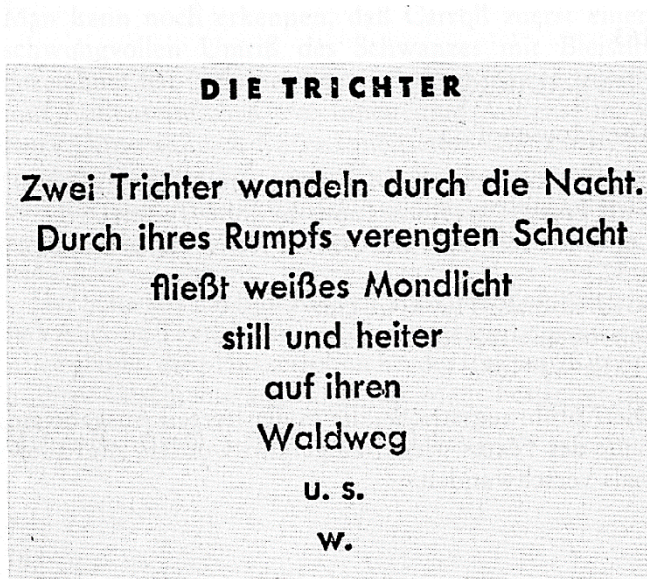 DIE TRICHTER
Zwei Trichter wandeln durch die Nacht.
Durch ihres Rumpfs verengten Schacht
fließt weißes Mondlicht
still und heiter
auf ihren
Waldweg
u. s.
w.